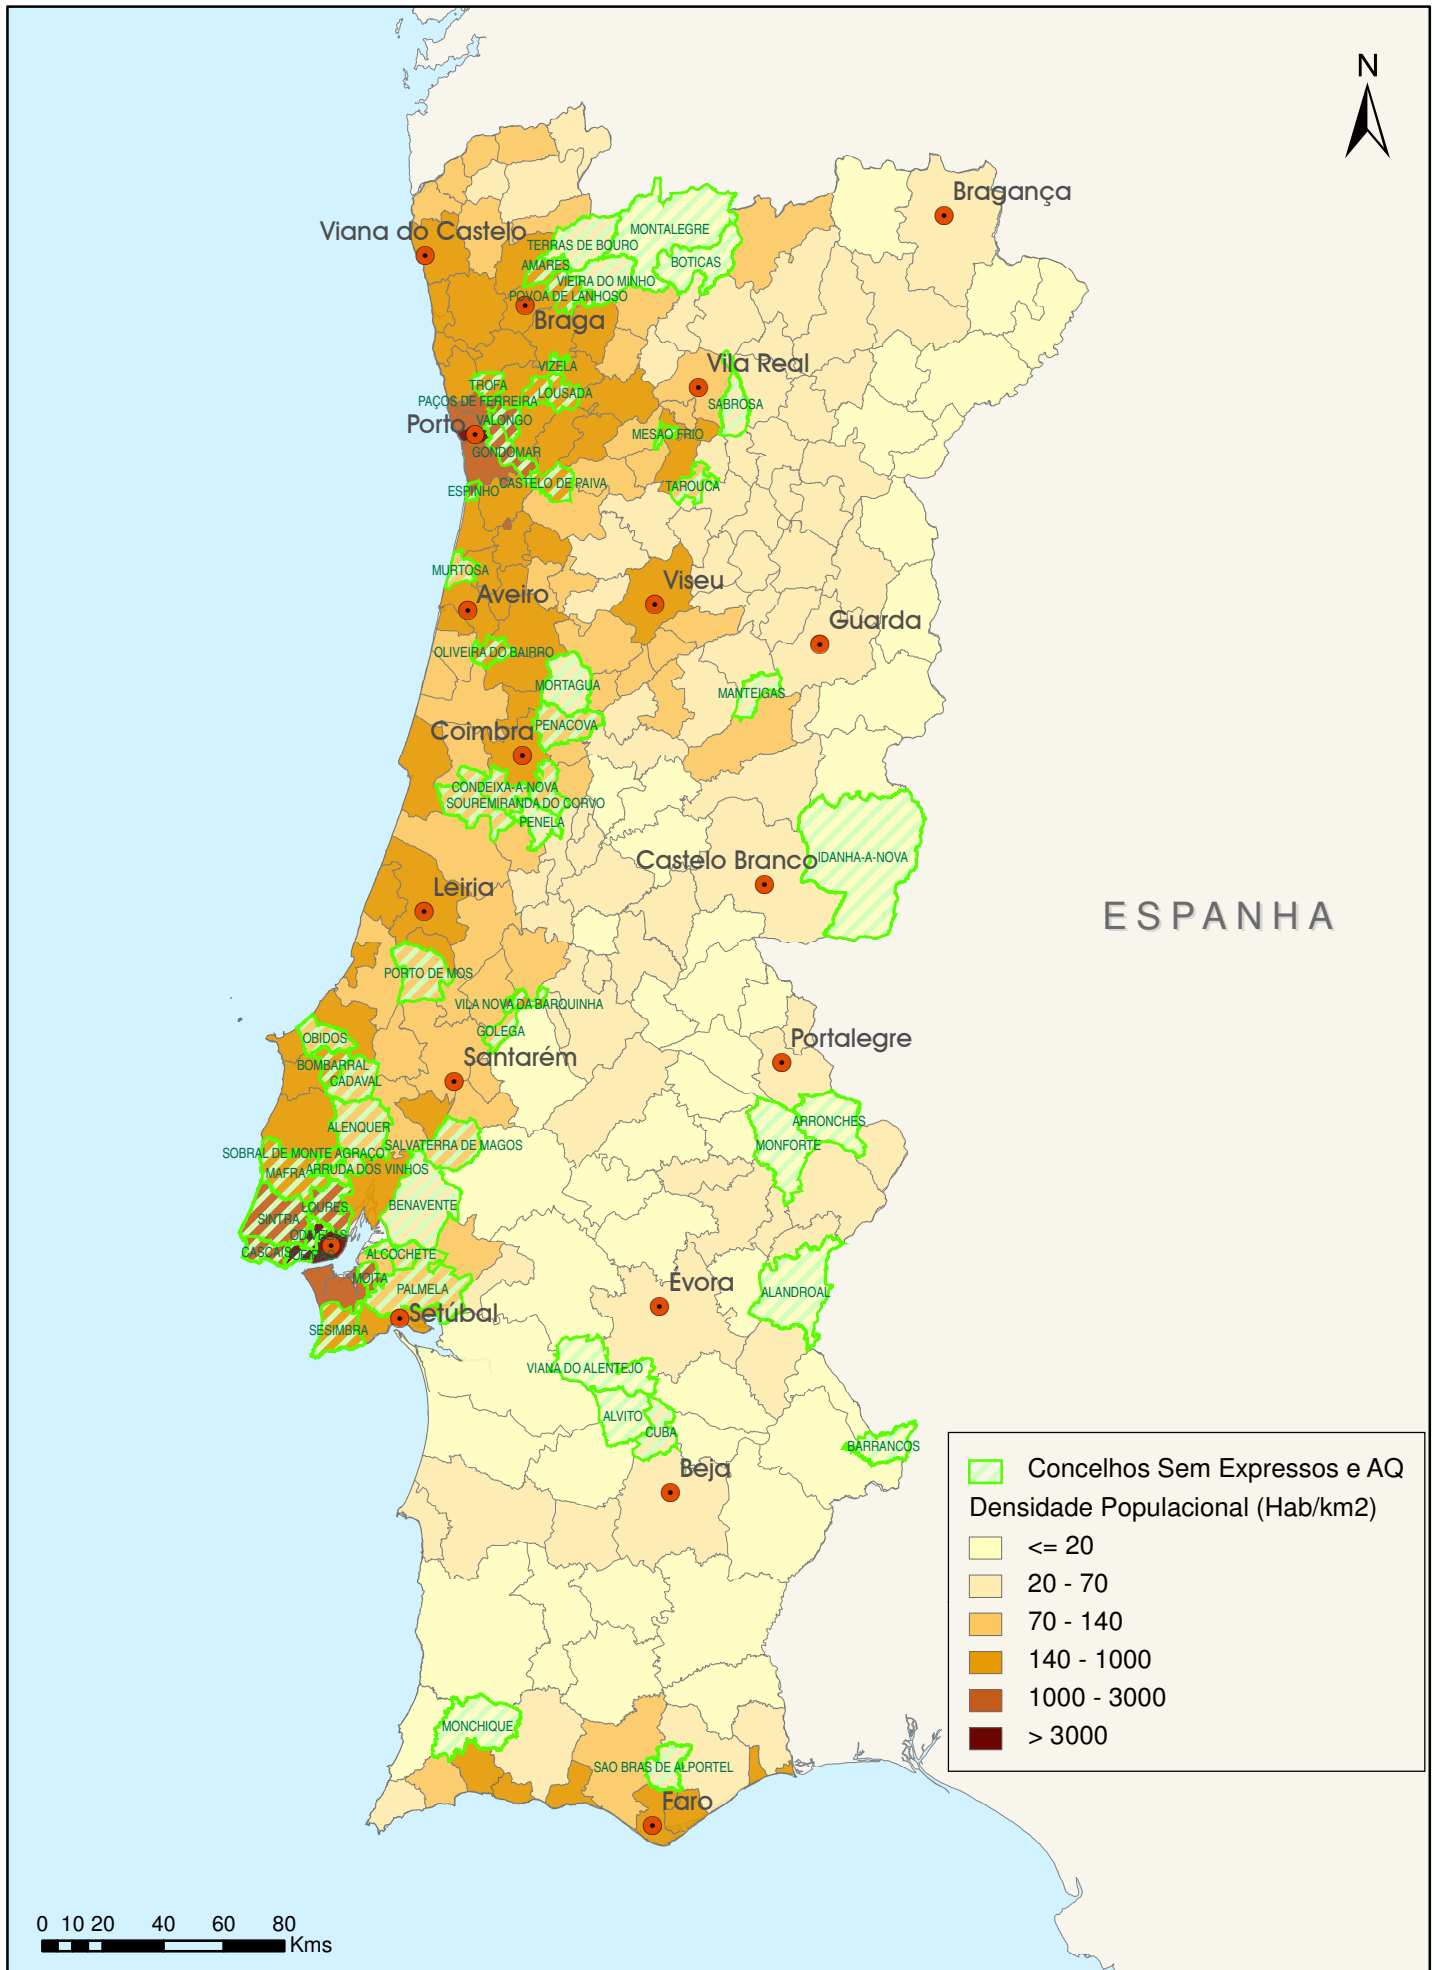 N
Bragança
Viana do Castelo
MONTALEGRE
TERRAS DE BOURO
BOTICAS
AMARES
VIEIRA DO MINHO
POVOA DE LANHOSO
Braga
Vila Real
VIZELA
TROFA
LOUSADA
PAÇOS DE FERREIRA
SABROSA
VALONGO
Porto
MESAO FRIO
GONDOMAR
CASTELO DE PAIVA
TAROUCA
ESPINHO
MURTOSA
Viseu
Aveiro
Guarda
OLIVEIRA DO BAIRRO
MORTAGUA
MANTEIGAS
PENACOVA
Coimbra
CONDEIXA-A-NOVA
SOURE
MIRANDA DO CORVO
PENELA
IDANHA-A-NOVA
Castelo Branco
Leiria
ESPANHA
PORTO DE MOS
VILA NOVA DA BARQUINHA
GOLEGA
OBIDOS
Portalegre
Santarém
BOMBARRAL
CADAVAL
ARRONCHES
ALENQUER
MONFORTE
SALVATERRA DE MAGOS
SOBRAL DE MONTE AGRAÇO
ARRUDA DOS VINHOS
MAFRA
BENAVENTE
LOURES
SINTRA
ODIVELAS
CASCAIS
OEIRAS
ALCOCHETE
MOITA
PALMELA
Évora
ALANDROAL
Setúbal
SESIMBRA
VIANA DO ALENTEJO
ALVITO
CUBA
BARRANCOS
Beja
Concelhos Sem Expressos e AQ
Densidade Populacional (Hab/km2)
<= 20
20 - 70
70 - 140
140 - 1000
1000 - 3000
> 3000
MONCHIQUE
SAO BRAS DE ALPORTEL
Faro
0 10 20 40 60 80
Kms